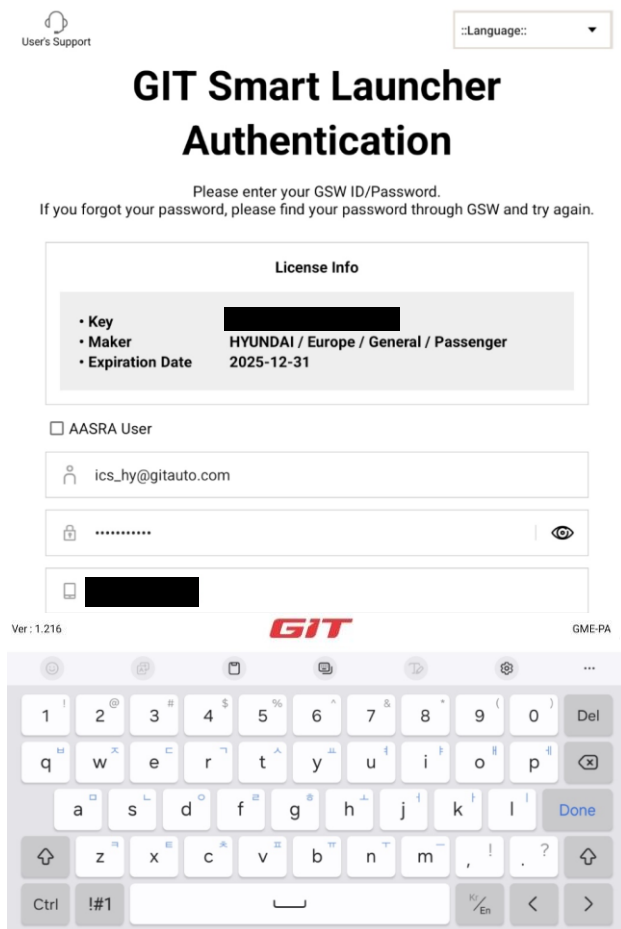 User's Support
::Language::
GIT Smart Launcher
Authentication
Please enter your GSW ID/Password.
If you forgot your password, please find your password through GSW and try again.
License Info
• Key
• Maker HYUNDAI / Europe / General / Passenger
• Expiration Date 2025-12-31
AASRA User
ics_hy@gitauto.com
•••••••••••
Ver : 1.216 GIT GME-PA
1 ! 2 @ 3 # 4 $ 5 % 6 ^ 7 & 8 * 9 ( 0 ) Del
q ㅂ w ㅈ e ㄷ r ㄱ t ㅅ y ㅛ u ㅕ i ㅑ o ㅐ p ㅔ
a ㅁ s ㄴ d ㅇ f ㄹ g ㅎ h ㅗ j ㅓ k ㅏ l ㅣ Done
z ㅋ x ㅌ c ㅊ v ㅍ b ㅠ n ㅜ m ㅡ , ! . ?
Ctrl !#1 Kr/En < >